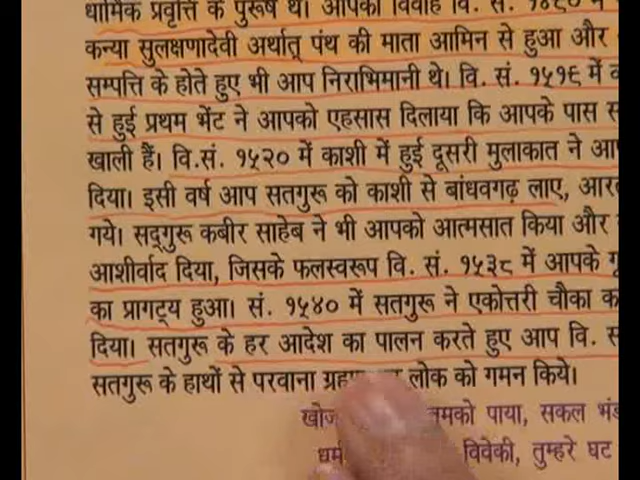 धार्मिक प्रवृत्ति के पुरूष थे। आपका विवाह वि. सं. १४८० में
कन्या सुलक्षणादेवी अर्थात् पंथ की माता आमिन से हुआ और
सम्पत्ति के होते हुए भी आप निराभिमानी थे। वि. सं. १५१९ में
से हुई प्रथम भेंट ने आपको एहसास दिलाया कि आपके पास
खाली हैं। वि.सं. १५२० में काशी में हुई दूसरी मुलाकात ने
दिया। इसी वर्ष आप सतगुरू को काशी से बांधवगढ़ लाए,
गये। सद्गुरू कबीर साहेब ने भी आपको आत्मसात किया और
आशीर्वाद दिया, जिसके फलस्वरूप वि. सं. १५३८ में आपके
का प्रागट्य हुआ। सं. १५४० में सतगुरू ने एकोत्तरी चौका
दिया। सतगुरू के हर आदेश का पालन करते हुए आप वि.
सतगुरू के हाथों से परवाना लोक को गमन किये।
पाया, सकल
विवेकी, तुम्हरे घट